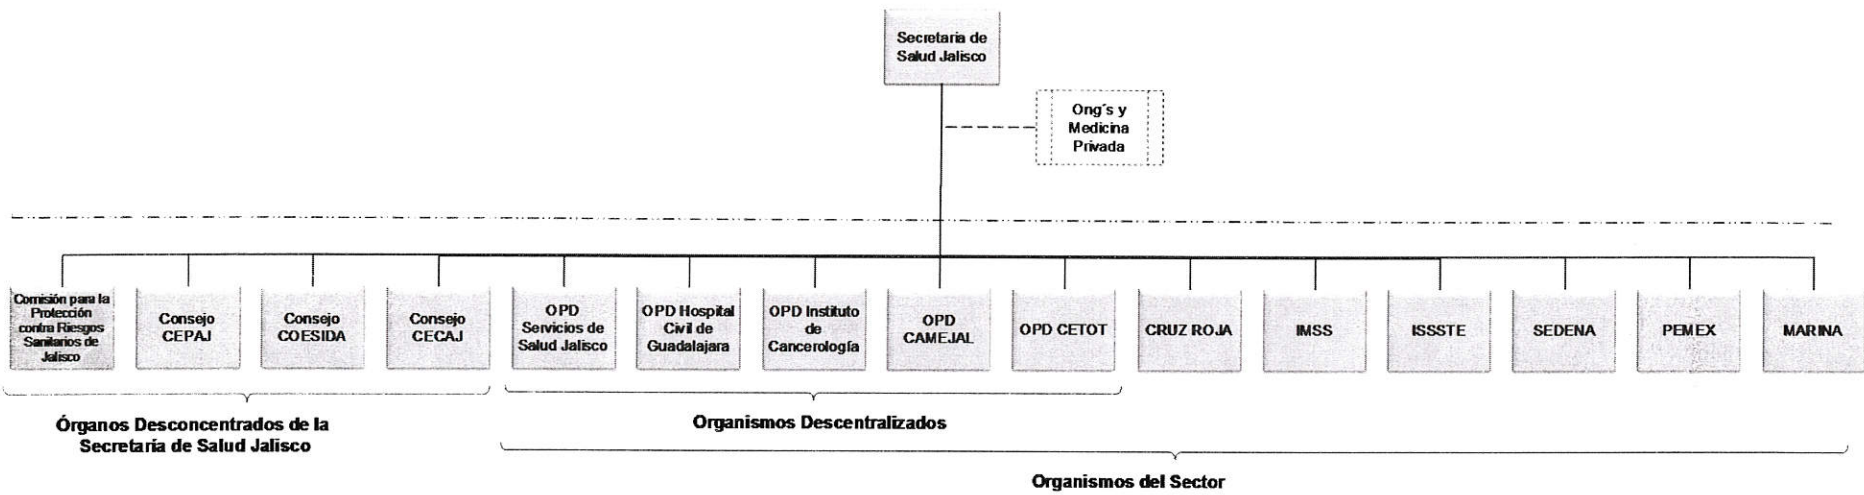 Secretaria de
Salud Jalisco
Ong´s y
Medicina
Privada
Comisión para la
Protección
contra Riesgos
Sanitarios de
Jalisco
Consejo
CEPAJ
Consejo
COESIDA
Consejo
CECAJ
OPD
Servicios de
Salud Jalisco
OPD Hospital
Civil de
Guadalajara
OPD Instituto
de
Cancerología
OPD
CAMEJAL
OPD CETOT
CRUZ ROJA
IMSS
ISSSTE
SEDENA
PEMEX
MARINA
Órganos Desconcentrados de la
Secretaría de Salud Jalisco
Organismos Descentralizados
Organismos del Sector